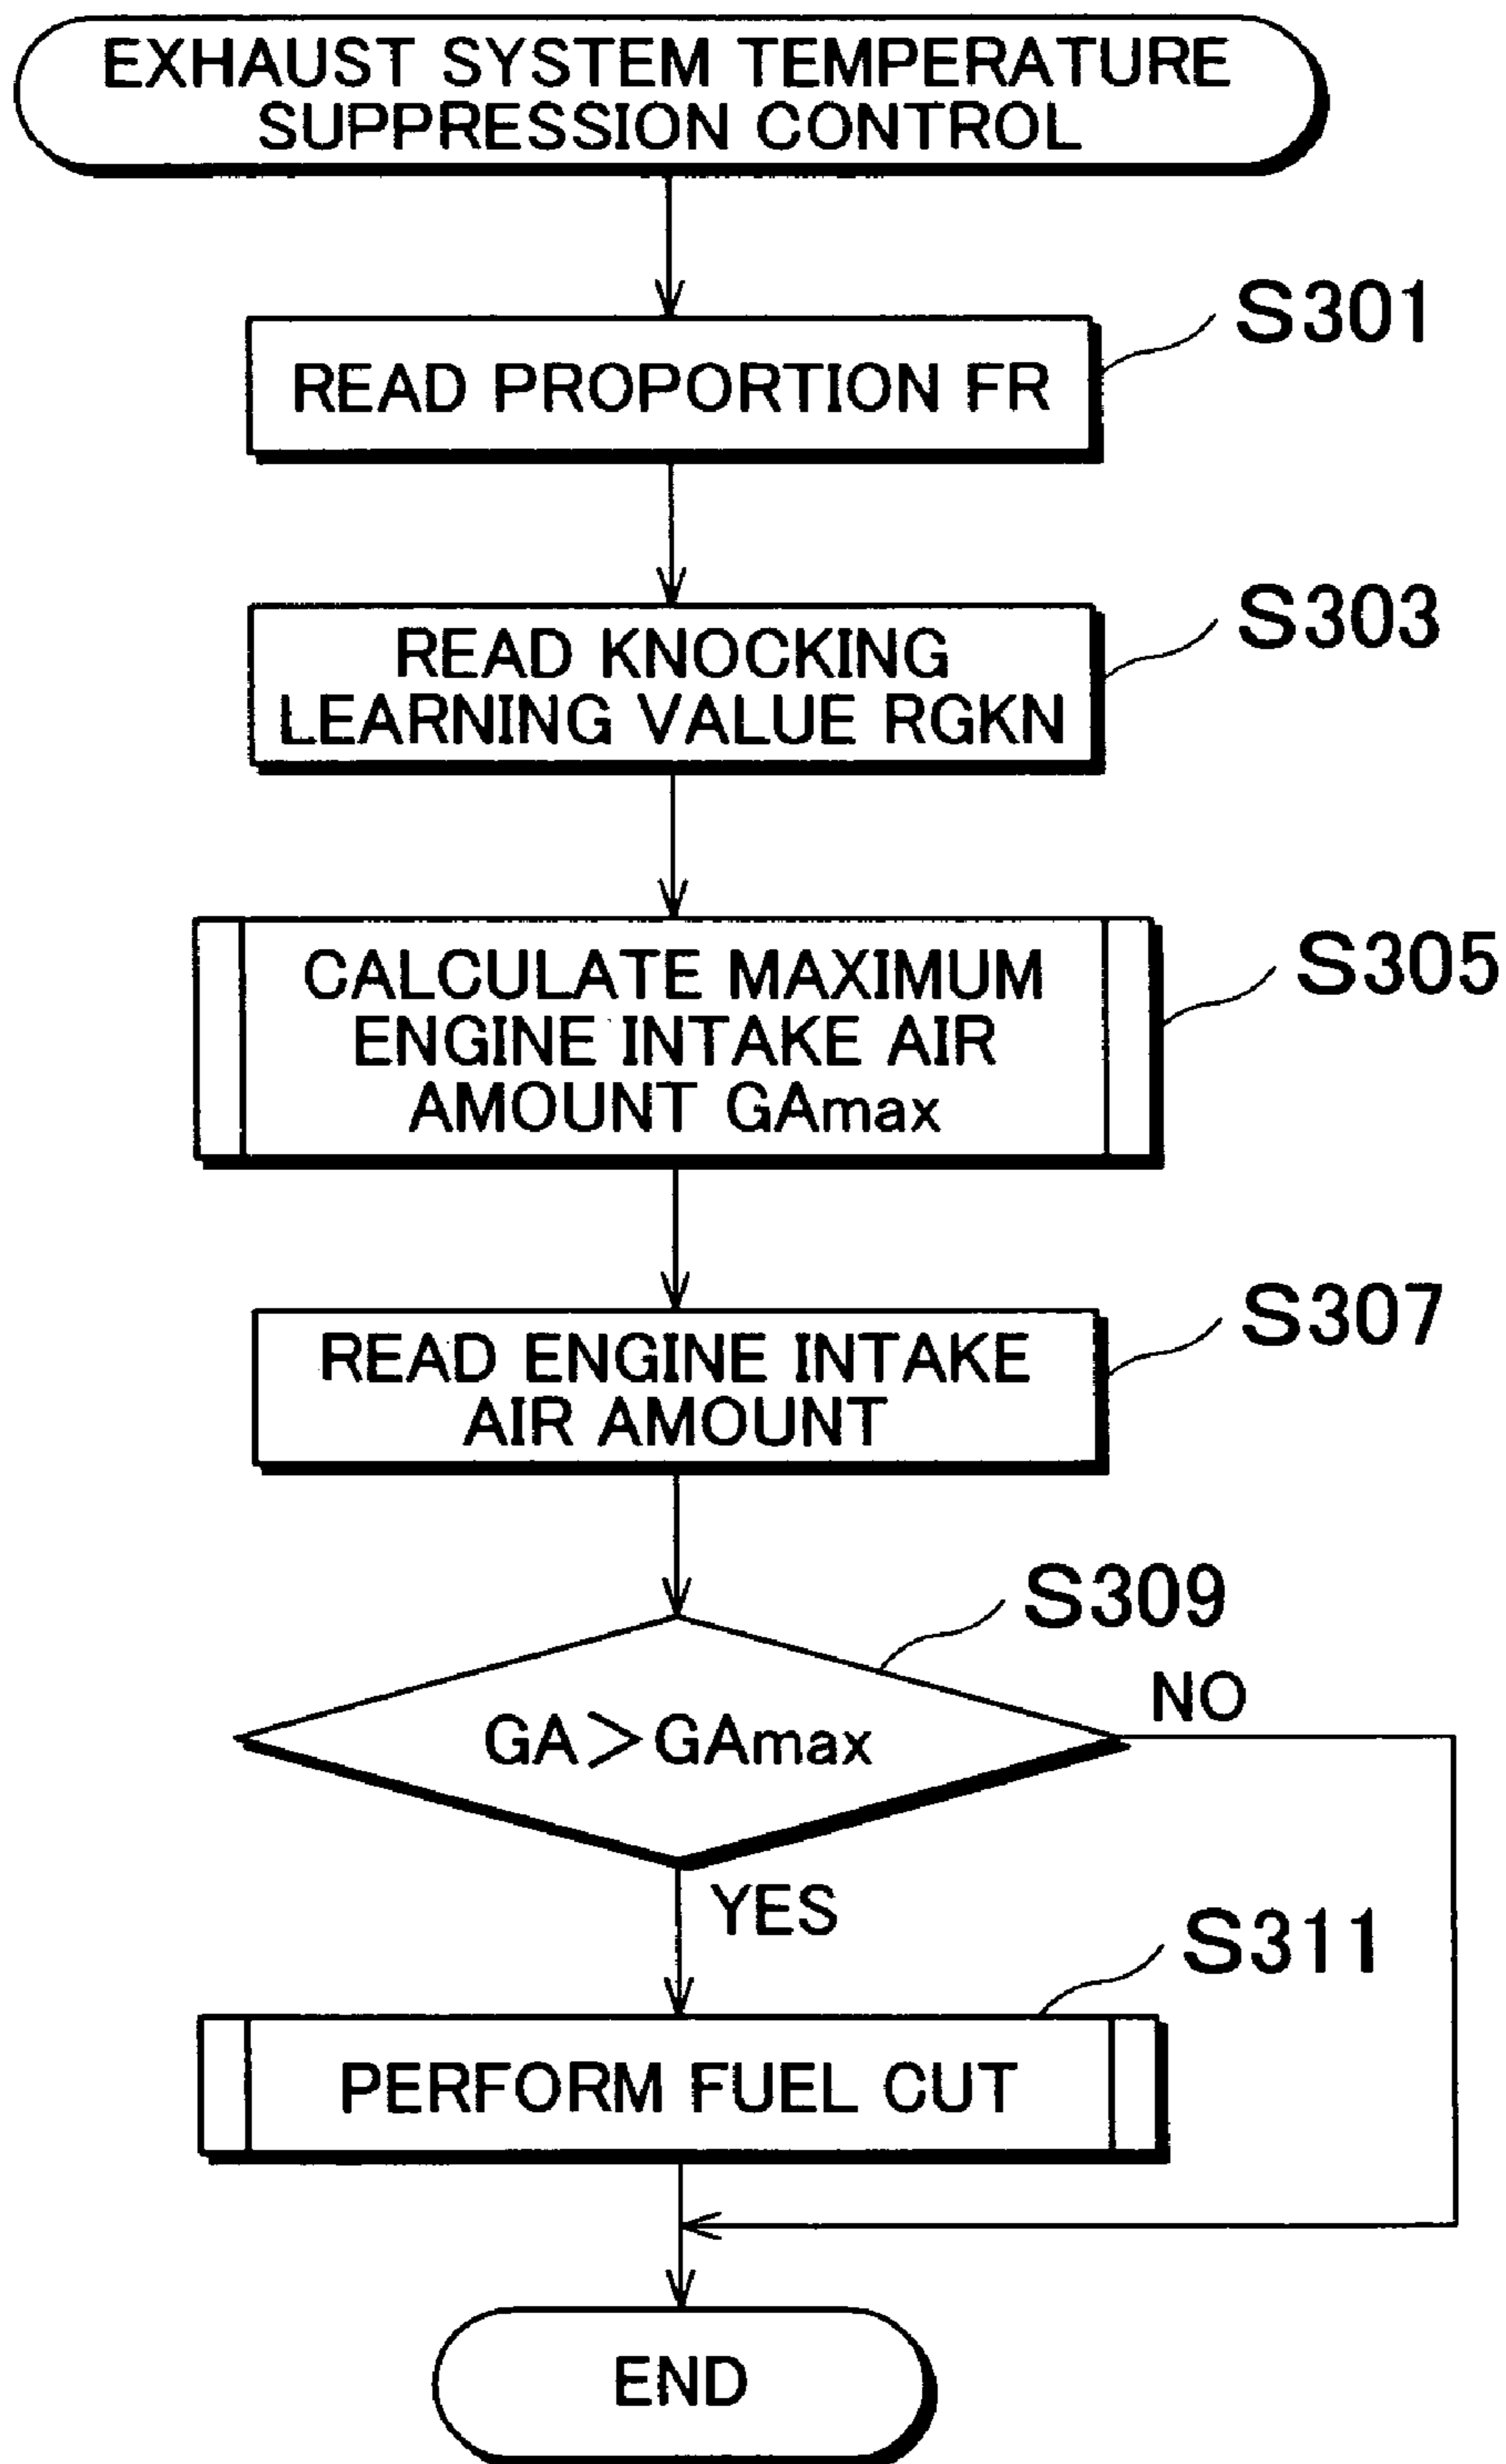 EXHAUST SYSTEM TEMPERATURE
SUPPRESSION CONTROL
S301
READ PROPORTION FR
S303
READ KNOCKING
LEARNING VALUE RGKN
S305
CALCULATE MAXIMUM
ENGINE INTAKE AIR
AMOUNT GAmax
S307
READ ENGINE INTAKE
AIR AMOUNT
S309
GA>GAmax
NO
YES
S311
PERFORM FUEL CUT
END